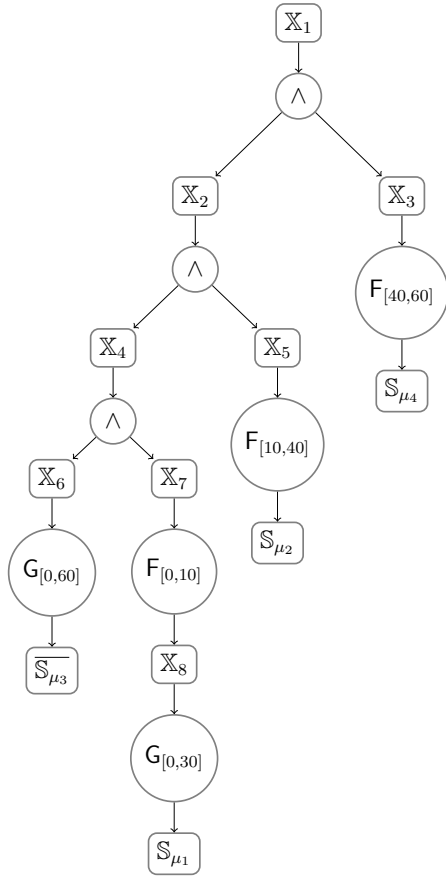 𝕏₁
∧
𝕏₂ 𝕏₃
∧ F[40,60]
𝕏₄ 𝕏₅ 𝕊μ₄
∧ F[10,40]
𝕏₆ 𝕏₇
G[0,60] F[0,10] 𝕊μ₂
𝕊̅μ₃ 𝕏₈
G[0,30]
𝕊μ₁